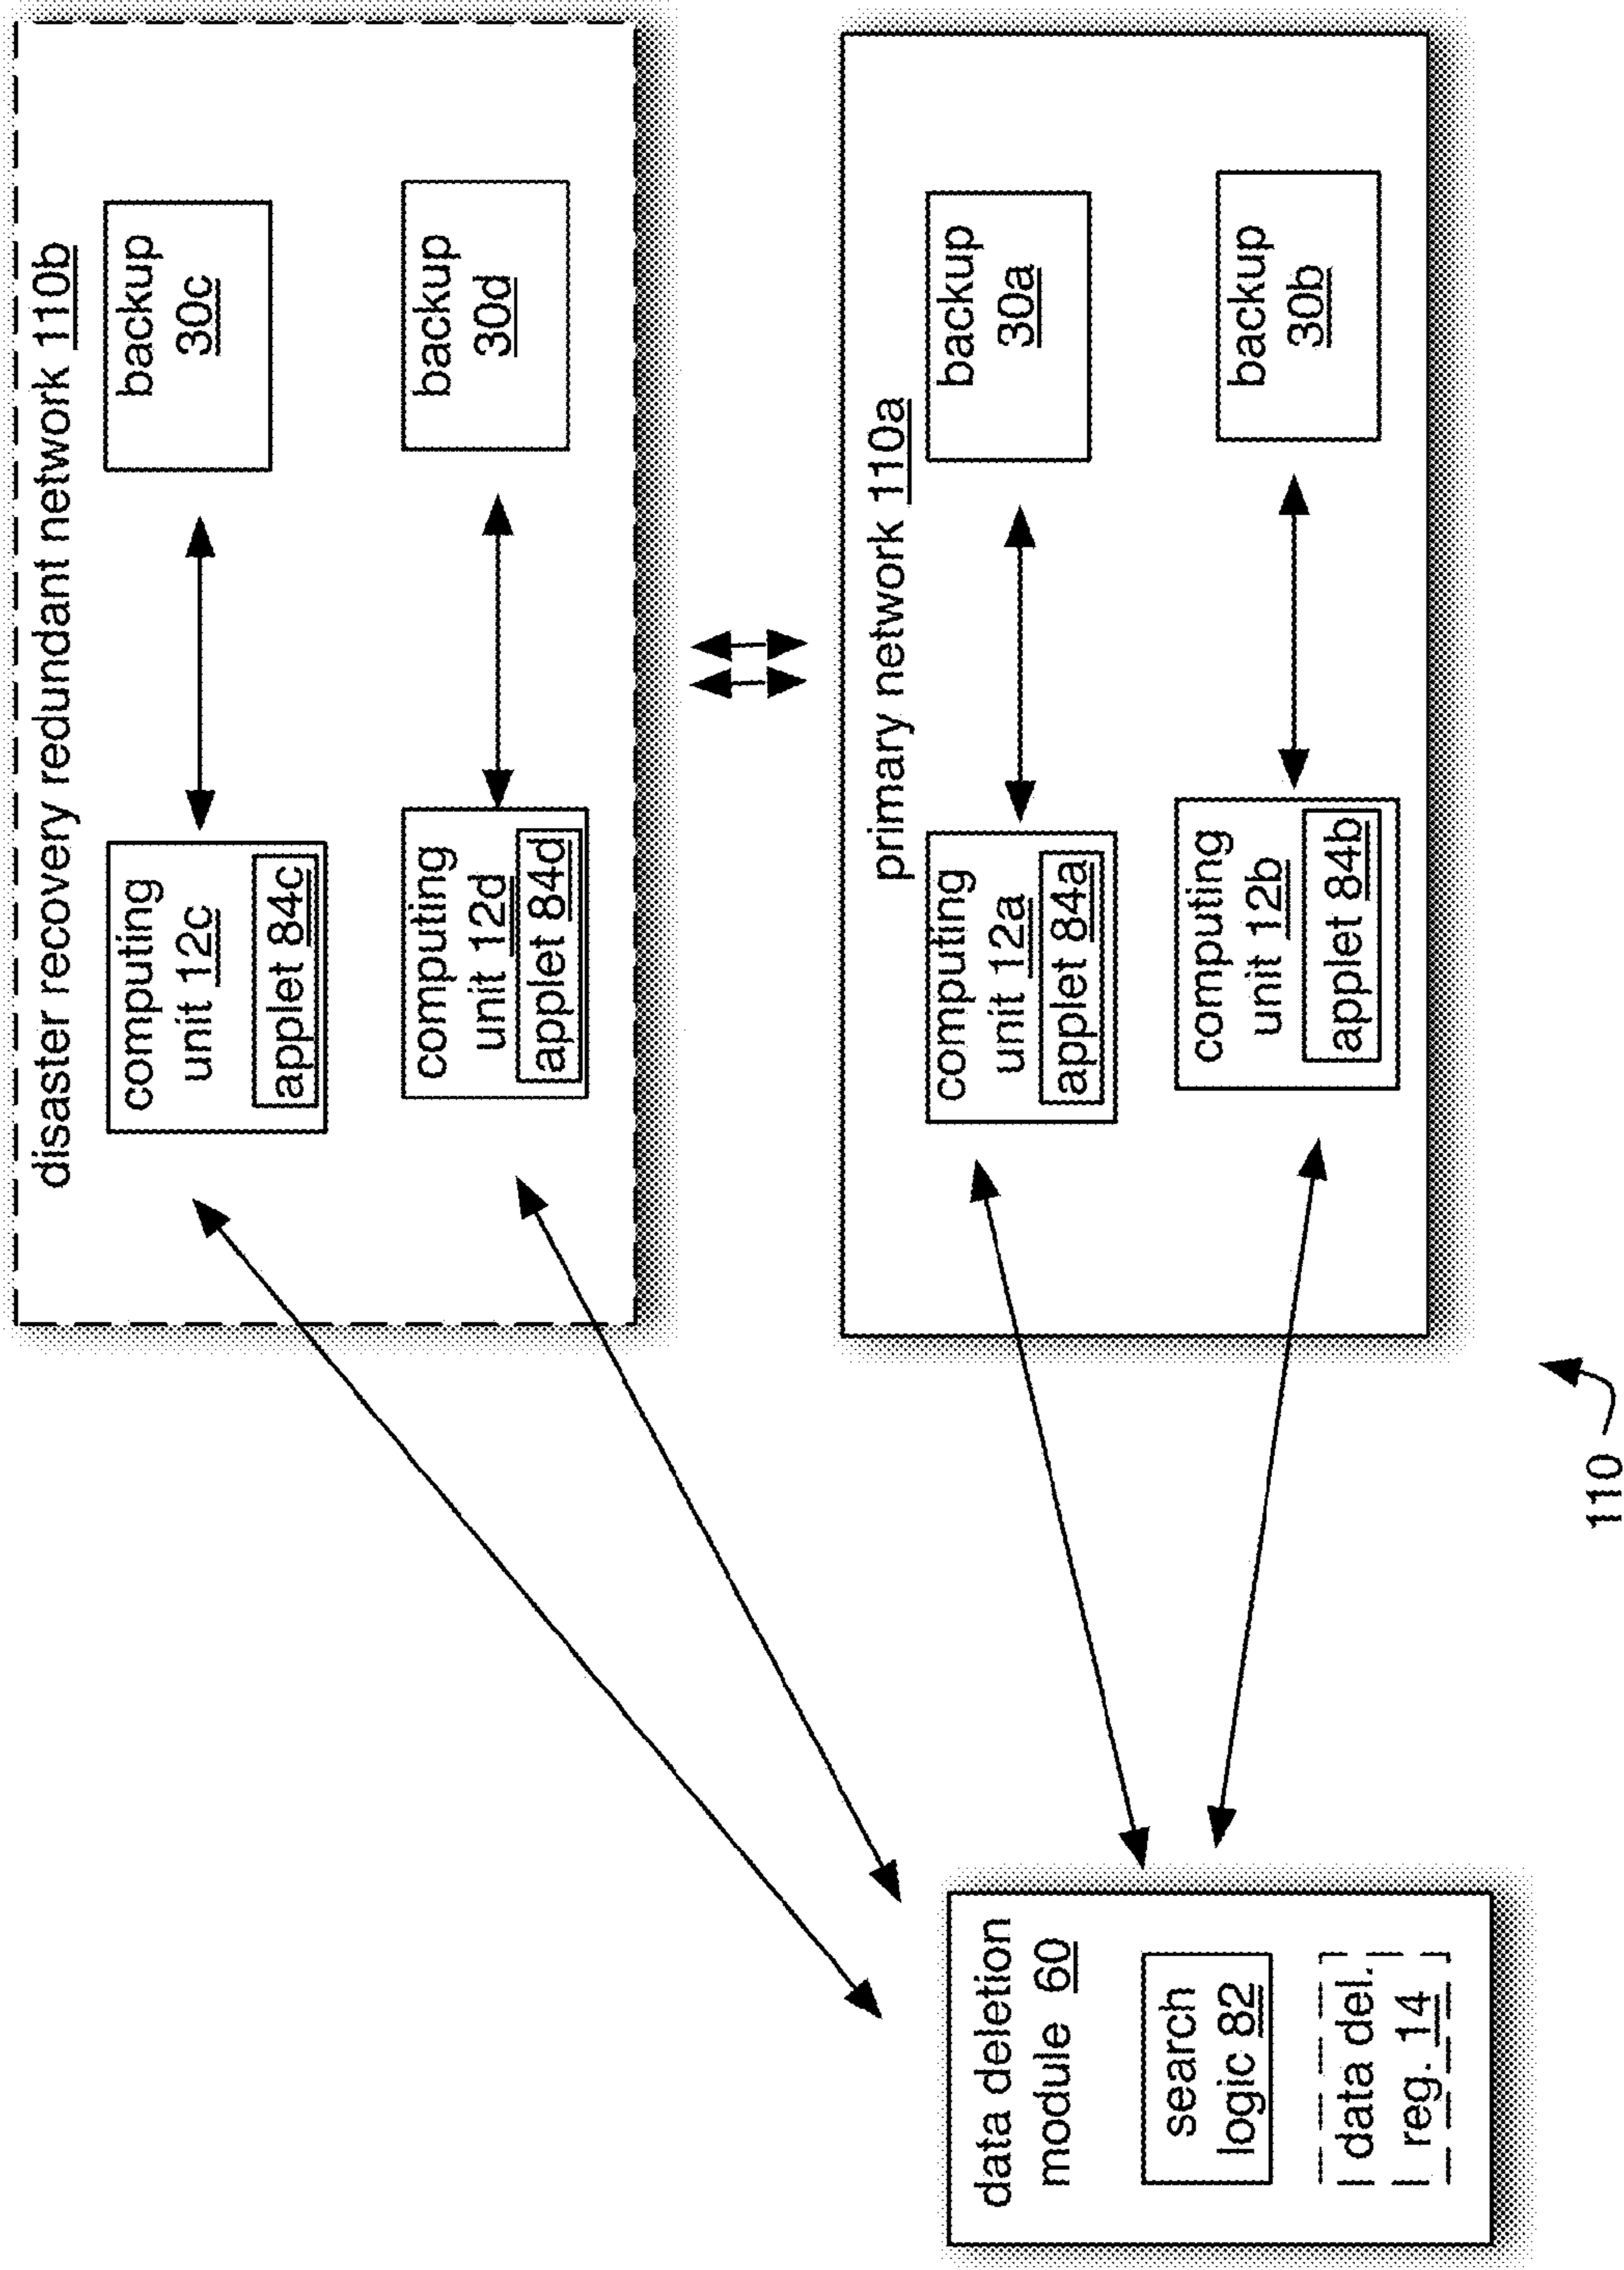 disaster recovery redundant network 110b
computing
unit 12c
applet 84c
backup
30c
computing
unit 12d
applet 84d
backup
30d
primary network 110a
computing
unit 12a
applet 84a
backup
30a
computing
unit 12b
applet 84b
backup
30b
data deletion
module 60
search
logic 82
data del.
reg. 14
110